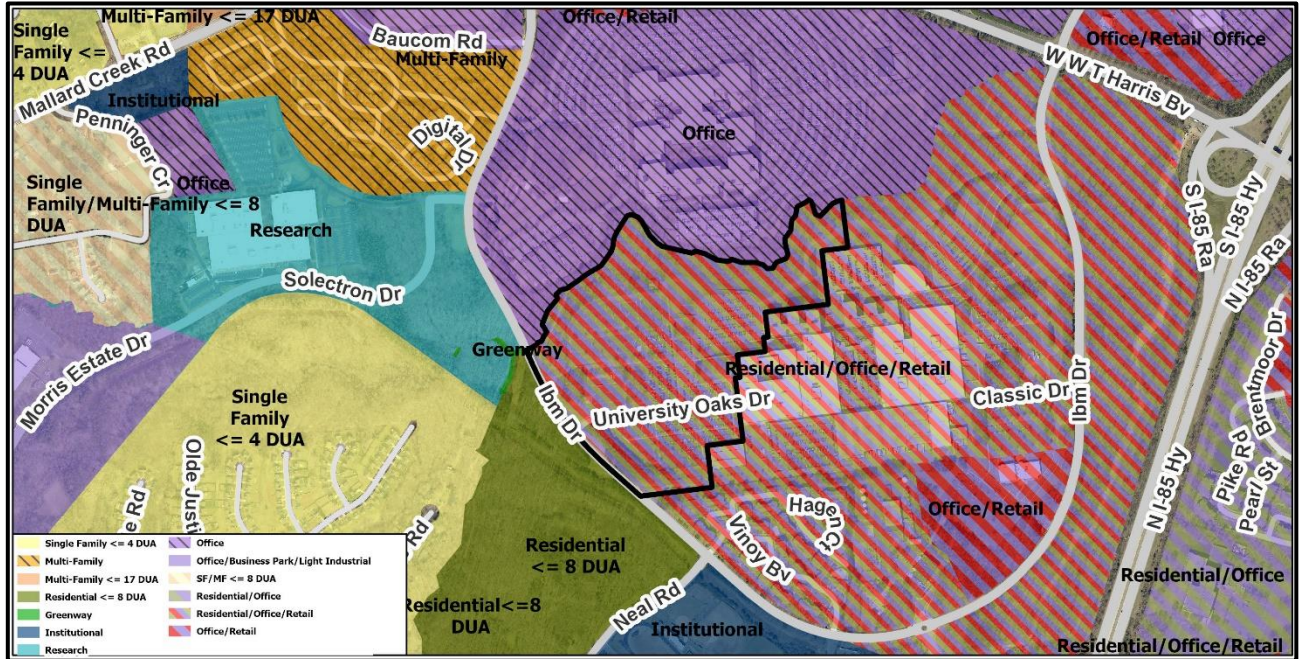 Multi-Family <= 17 DUA
Office/Retail
Single
Family <=
4 DUA
Mallard Creek Rd
Baucom Rd
Multi-Family
Office/Retail
Office
W W T Harris Bv
Institutional
Penninger Cr
Digital Dr
Office
Office
Single
Family/Multi-Family <= 8
DUA
Research
S I-85 Ra
S I-85 Hy
N I-85 Ra
Solectron Dr
Morris Estate Dr
Greenway
Residential/Office/Retail
Ibm Dr
University Oaks Dr
Classic Dr
Ibm Dr
Brentmoor Dr
Pike Rd
Pearl St
N I-85 Hy
Single
Family
<= 4 DUA
Olde Justi
e Rd
Rd
Hagen Ct
Vinoy Bv
Office/Retail
Residential
<= 8 DUA
Residential/Office
Residential<=8
DUA
Neal Rd
Institutional
Residential/Office/Retail
Single Family <= 4 DUA
Multi-Family
Multi-Family <= 17 DUA
Residential <= 8 DUA
Greenway
Institutional
Research
Office
Office/Business Park/Light Industrial
SF/MF <= 8 DUA
Residential/Office
Residential/Office/Retail
Office/Retail